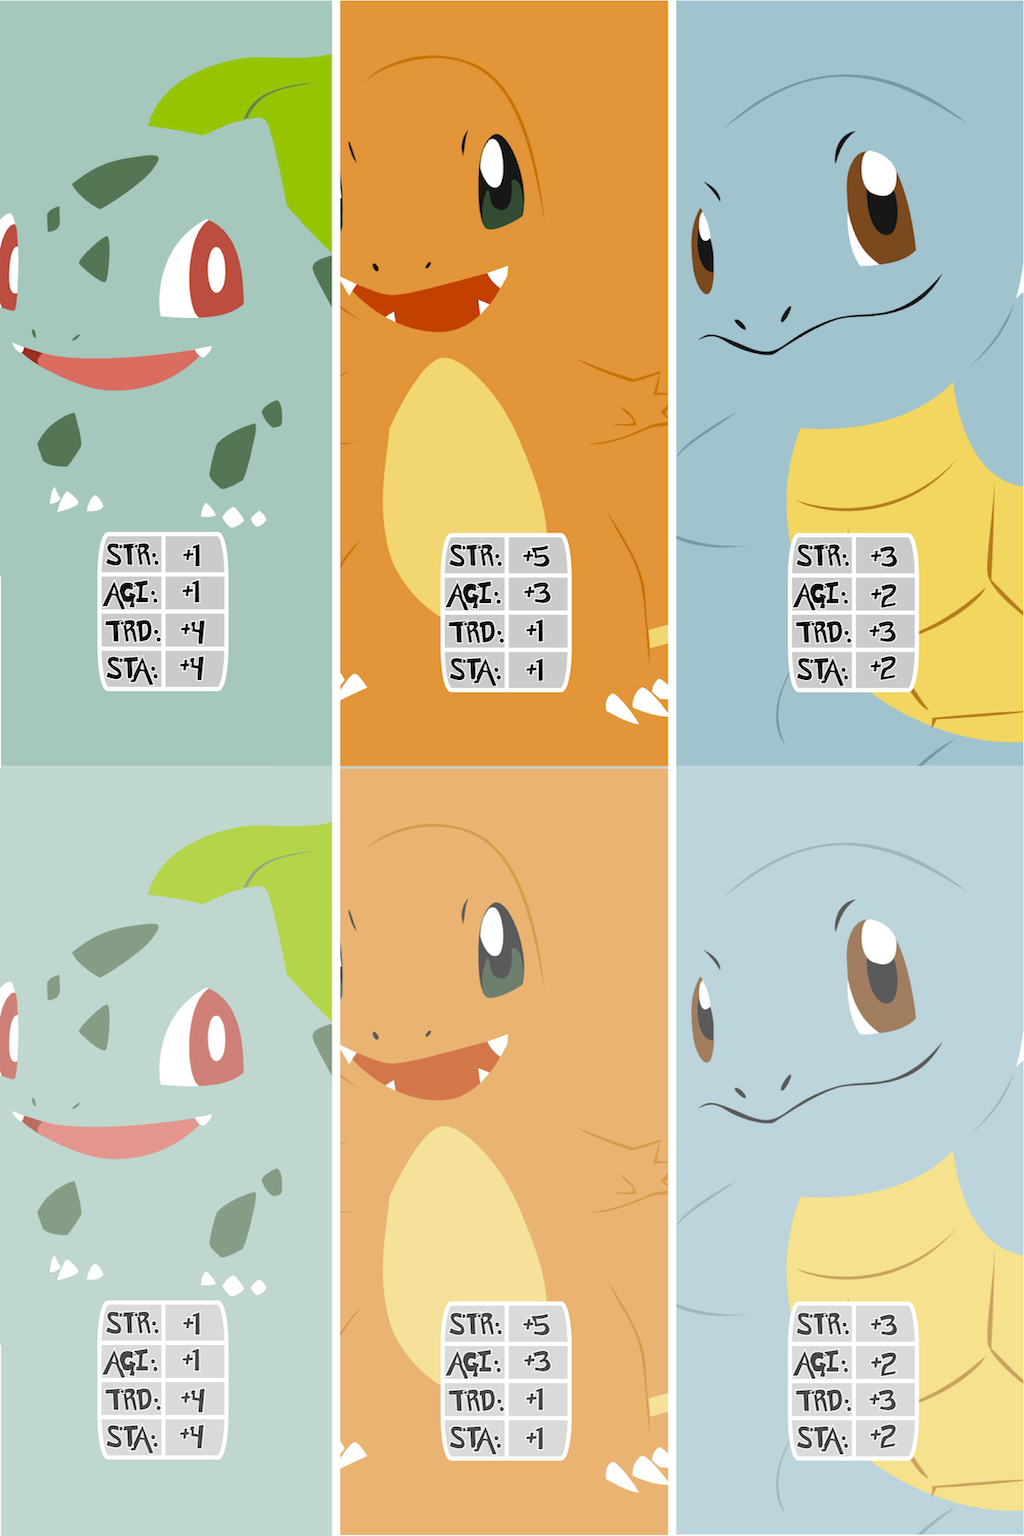 STR: +1
AGI: +1
TRD: +4
STA: +4
STR: +5
AGI: +3
TRD: +1
STA: +1
STR: +3
AGI: +2
TRD: +3
STA: +2
STR: +1
AGI: +1
TRD: +4
STA: +4
STR: +5
AGI: +3
TRD: +1
STA: +1
STR: +3
AGI: +2
TRD: +3
STA: +2